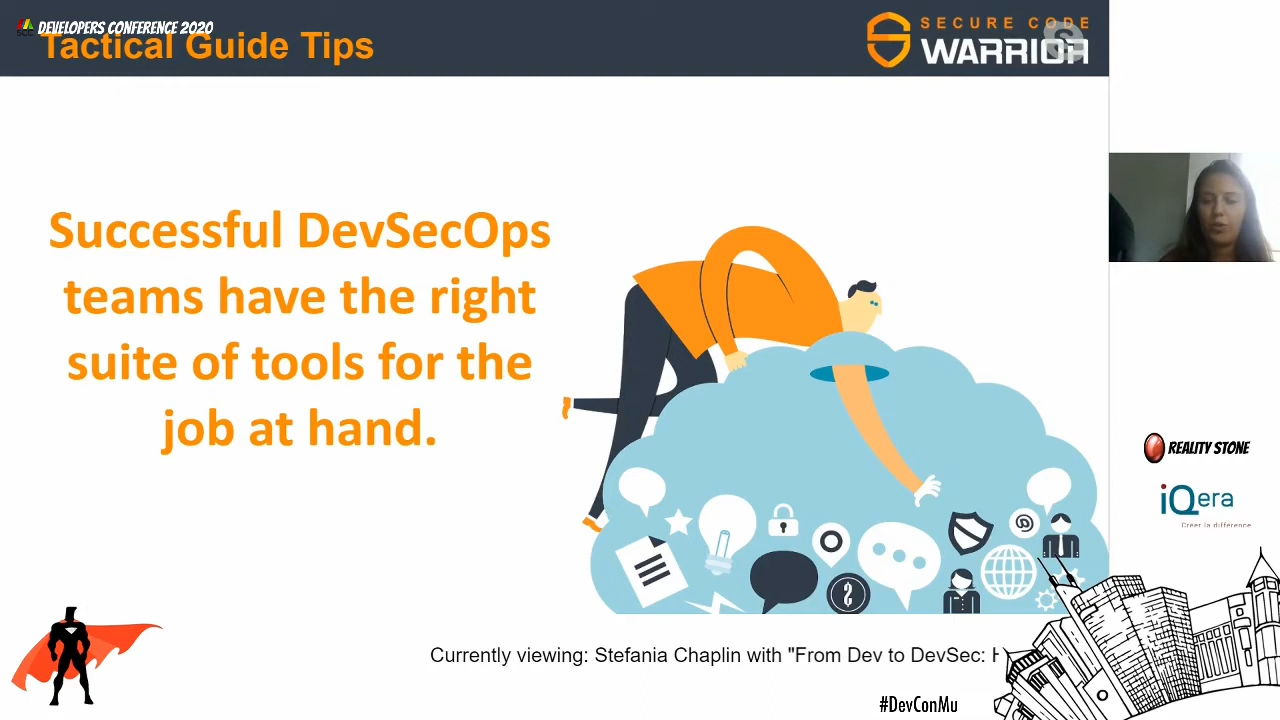 DEVELOPERS CONFERENCE 2020
Tactical Guide Tips
SECURE CODE
WARRIOR
Successful DevSecOps
teams have the right
suite of tools for the
job at hand.
REALITY STONE
iQera
Créer la différence
Currently viewing: Stefania Chaplin with "From Dev to DevSec: H
#DevConMu